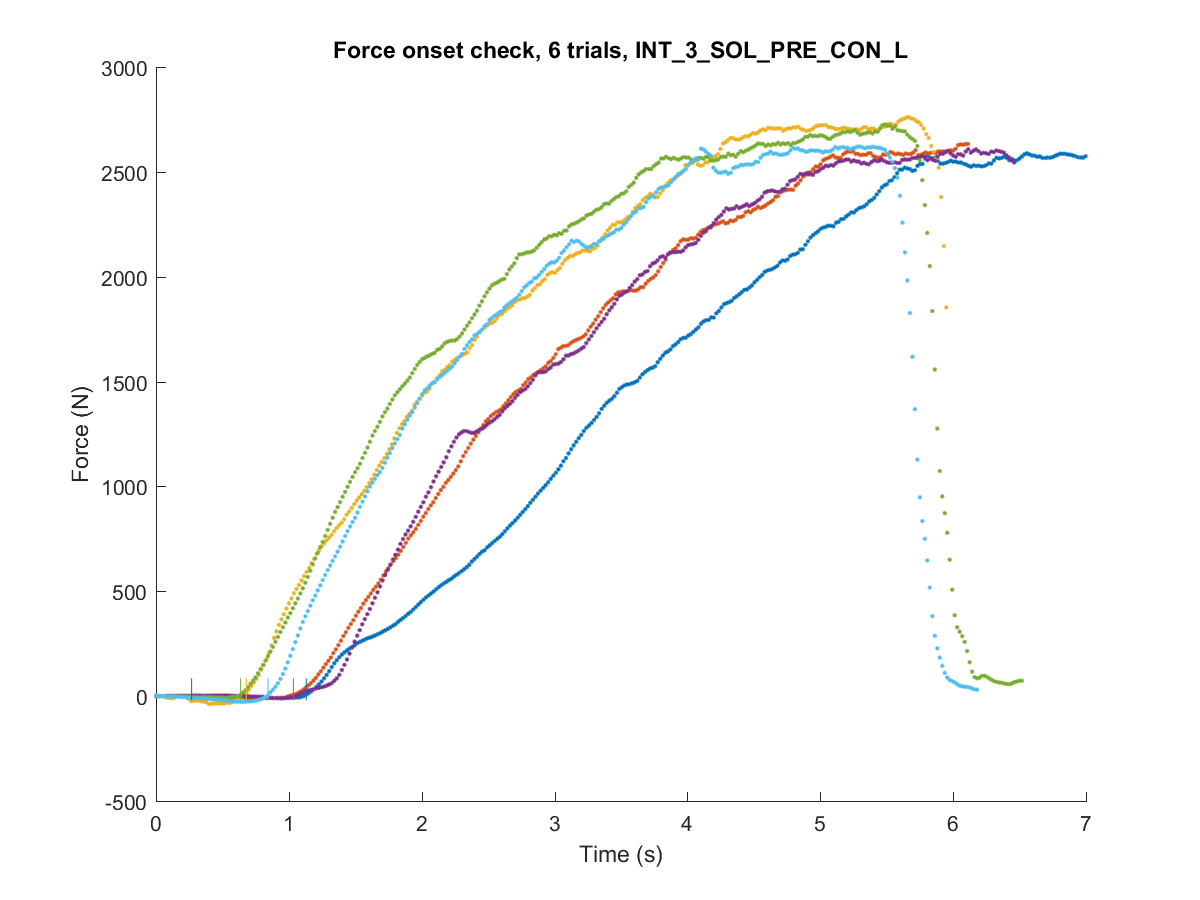 Force onset check, 6 trials, INT_3_SOL_PRE_CON_L
3000
2500
2000
1500
1000
500
0
-500
Force (N)
0 1 2 3 4 5 6 7
Time (s)